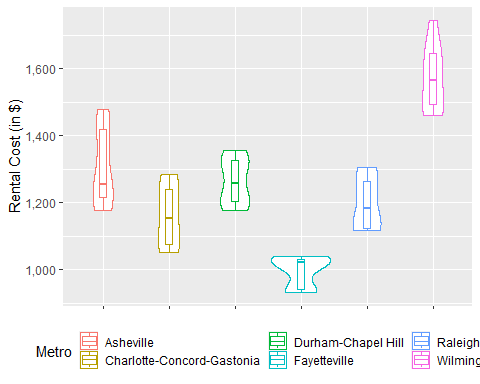 Rental Cost (in $)
1,600
1,400
1,200
1,000
Metro
Asheville
Durham-Chapel Hill
Raleigh
Charlotte-Concord-Gastonia
Fayetteville
Wilming